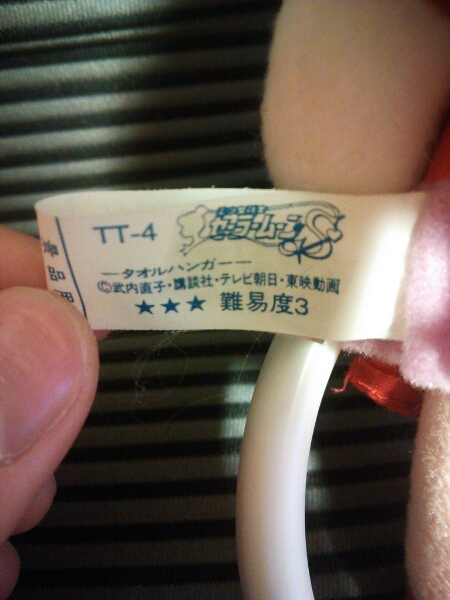 TT-4
美少女戦士
セーラームーンS
―タオルハンガー―
©武内直子・講談社・テレビ朝日・東映動画
★★★ 難易度3